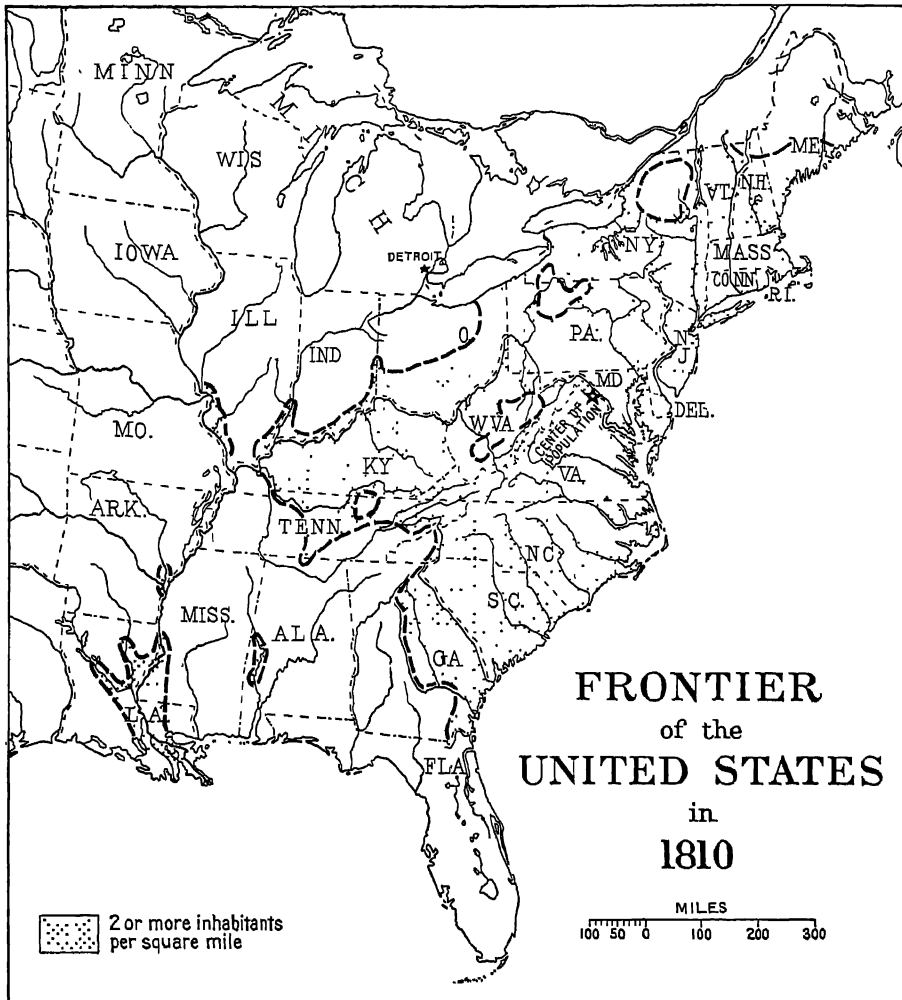 MINN
WIS
MICH
ME.
VT.
N.H.
IOWA
DETROIT
N.Y.
MASS
CONN.
R.I.
ILL
IND
O.
PA.
N.
J.
MD
DEL.
MO.
W.VA
CENTER OF
POPULATION
KY
VA.
ARK.
TENN.
N.C.
MISS.
ALA.
S.C.
GA
LA.
FLA
FRONTIER
of the
UNITED STATES
in
1810
2 or more inhabitants
per square mile
MILES
100 50 0 100 200 300